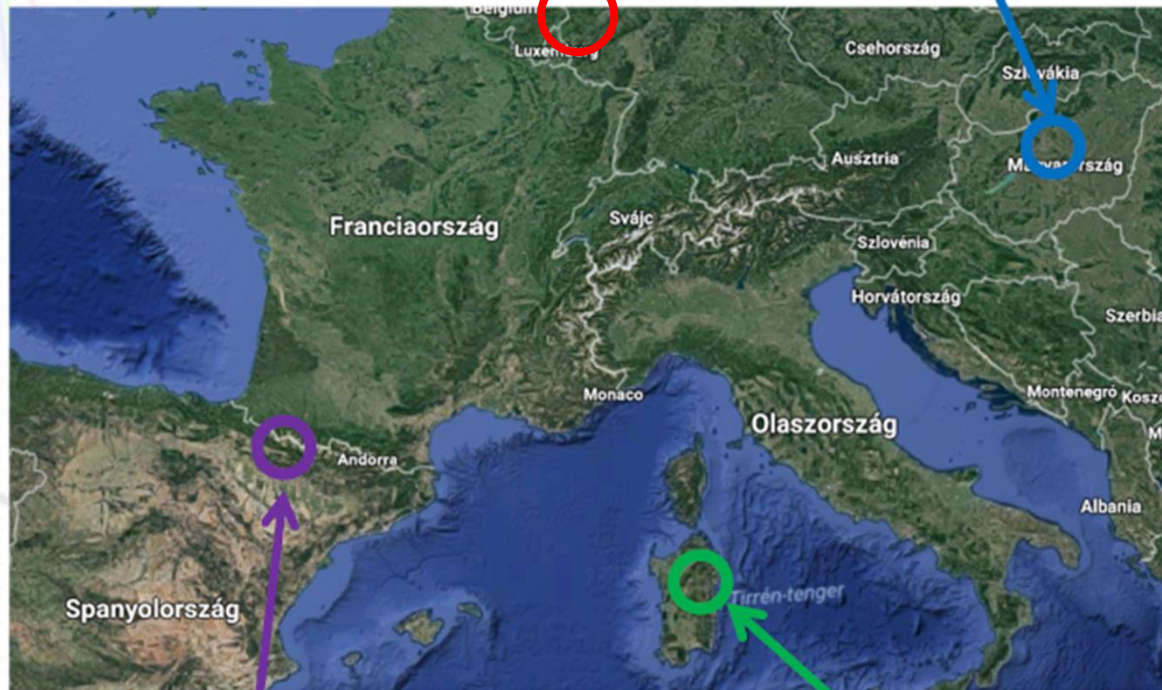 Belgium
Luxemburg
Csehország
Szlovákia
Ausztria
Magyarország
Svájc
Franciaország
Szlovénia
Horvátország
Szerbia
Monaco
Montenegró
Olaszország
Andorra
Albania
Tirrén-tenger
Spanyolország